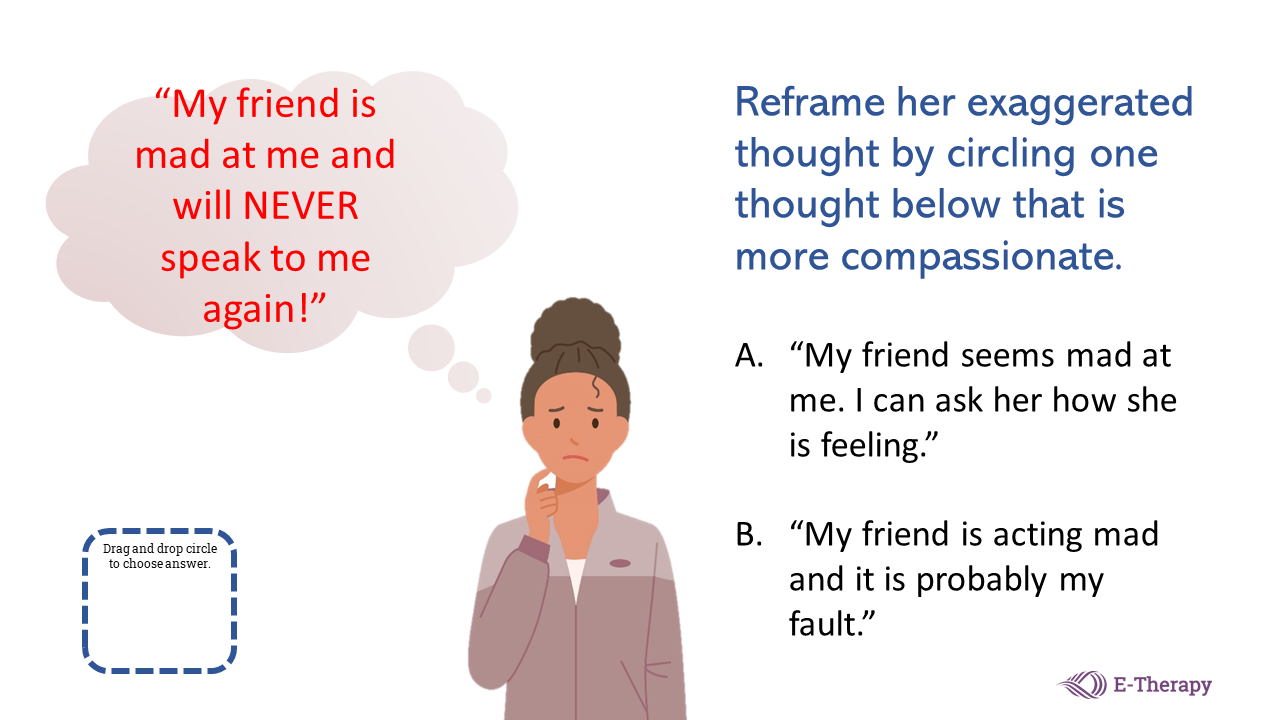 “My friend is
mad at me and
will NEVER
speak to me
again!”
Reframe her exaggerated
thought by circling one
thought below that is
more compassionate.
A. “My friend seems mad at
me. I can ask her how she
is feeling.”
B. “My friend is acting mad
and it is probably my
fault.”
Drag and drop circle
to choose answer.
E-Therapy